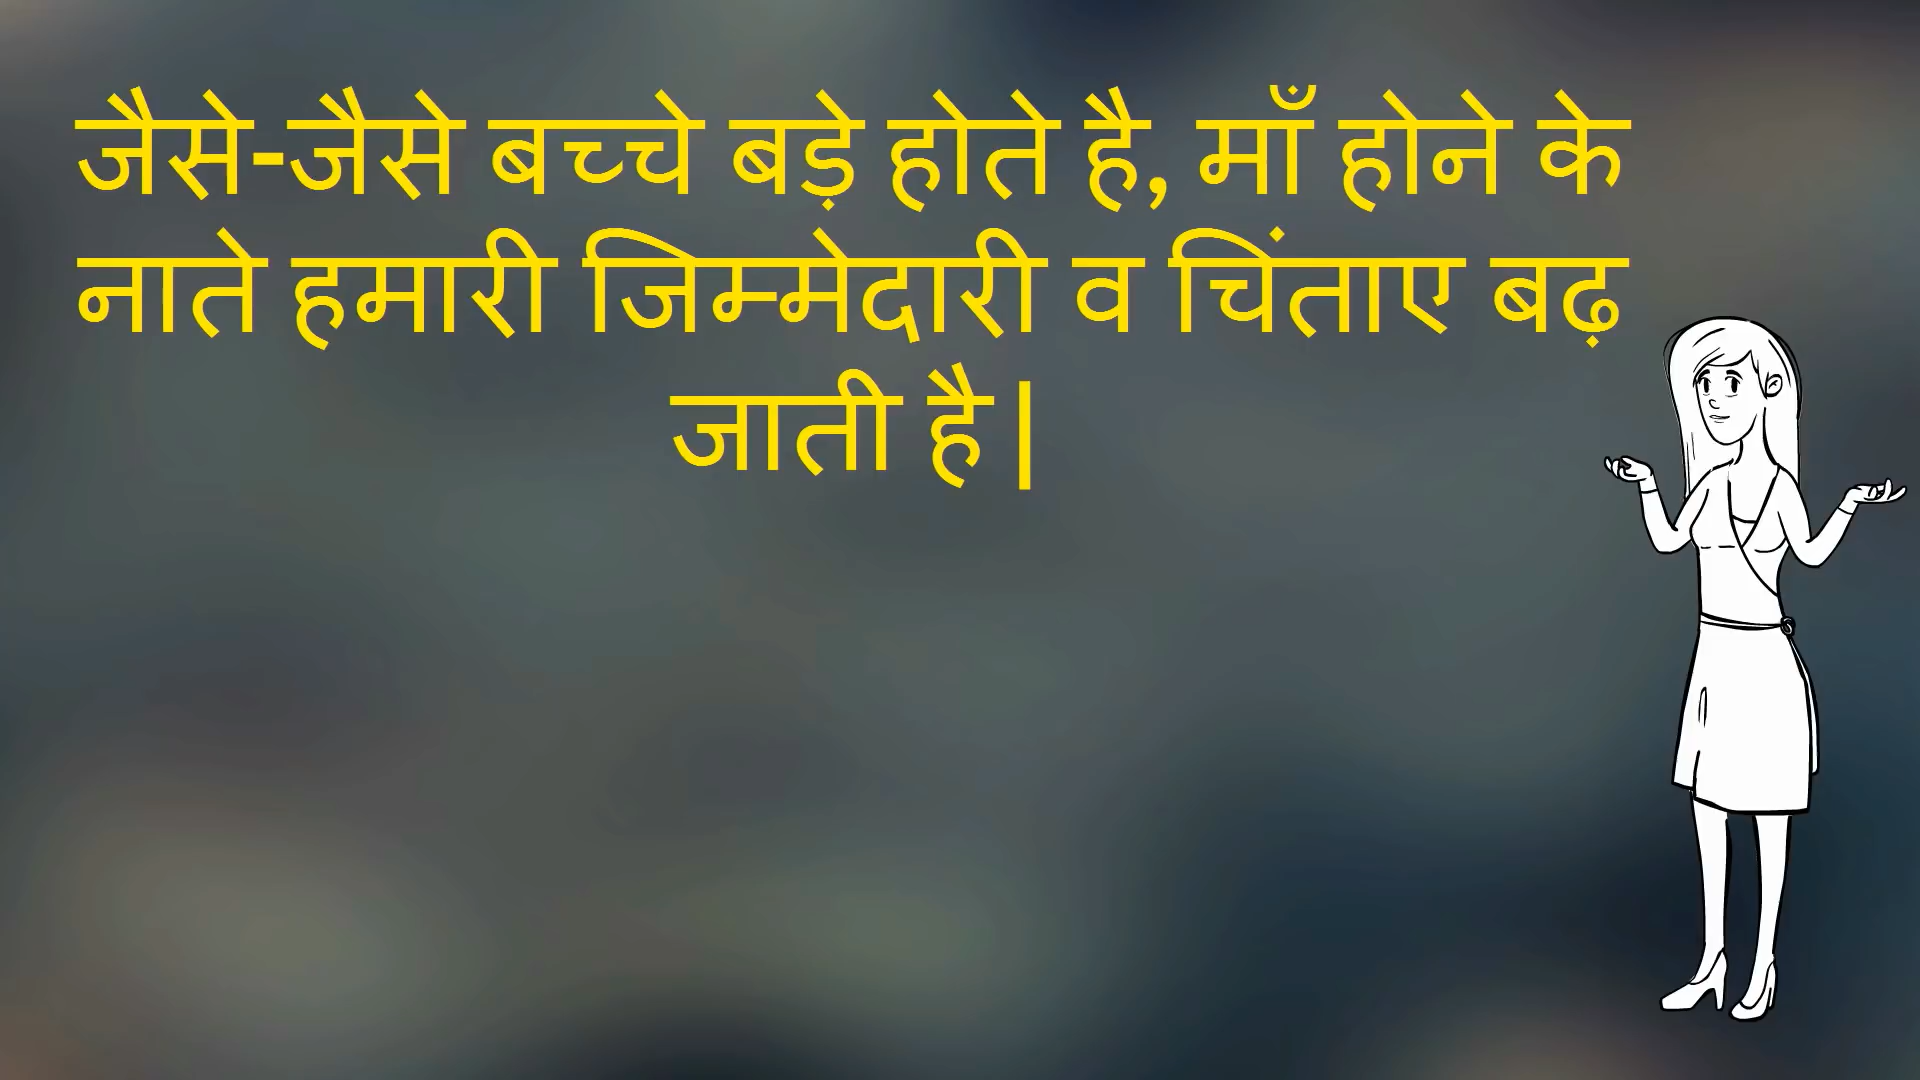 जैसे-जैसे बच्चे बड़े होते है, माँ होने के
नाते हमारी जिम्मेदारी व चिंताए बढ़
जाती है|